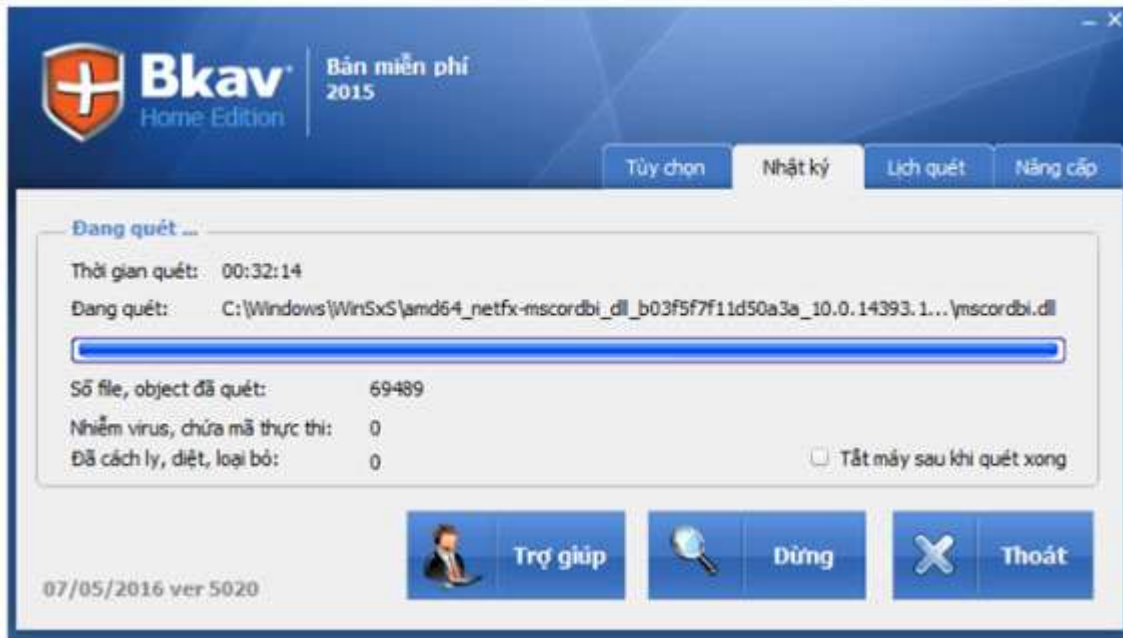 Bkav
Home Edition
Bản miễn phí
2015
Tùy chọn
Nhật ký
Lịch quét
Nâng cấp
Đang quét ...
Thời gian quét: 00:32:14
Đang quét: C:\Windows\WinSxS\amd64_netfx-mscordbi_dll_b03f5f7f11d50a3a_10.0.14393.1...\mscordbi.dll
Số file, object đã quét: 69489
Nhiễm virus, chứa mã thực thi: 0
Đã cách ly, diệt, loại bỏ: 0
Tắt máy sau khi quét xong
Trợ giúp
Dừng
Thoát
07/05/2016 ver 5020